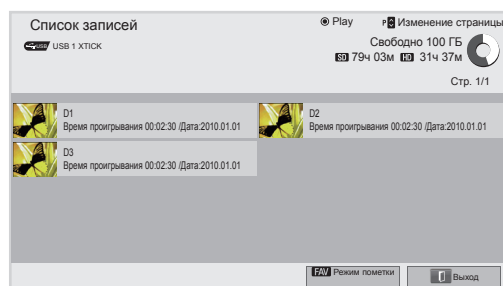 Список записей
Play
P Изменение страницы
USB USB 1 XTICK
Свободно 100 ГБ
SD 79ч 03м HD 31ч 37м
Стр. 1/1
D1
Время проигрывания 00:02:30 /Дата:2010.01.01
D2
Время проигрывания 00:02:30 /Дата:2010.01.01
D3
Время проигрывания 00:02:30 /Дата:2010.01.01
FAV Режим пометки
Выход